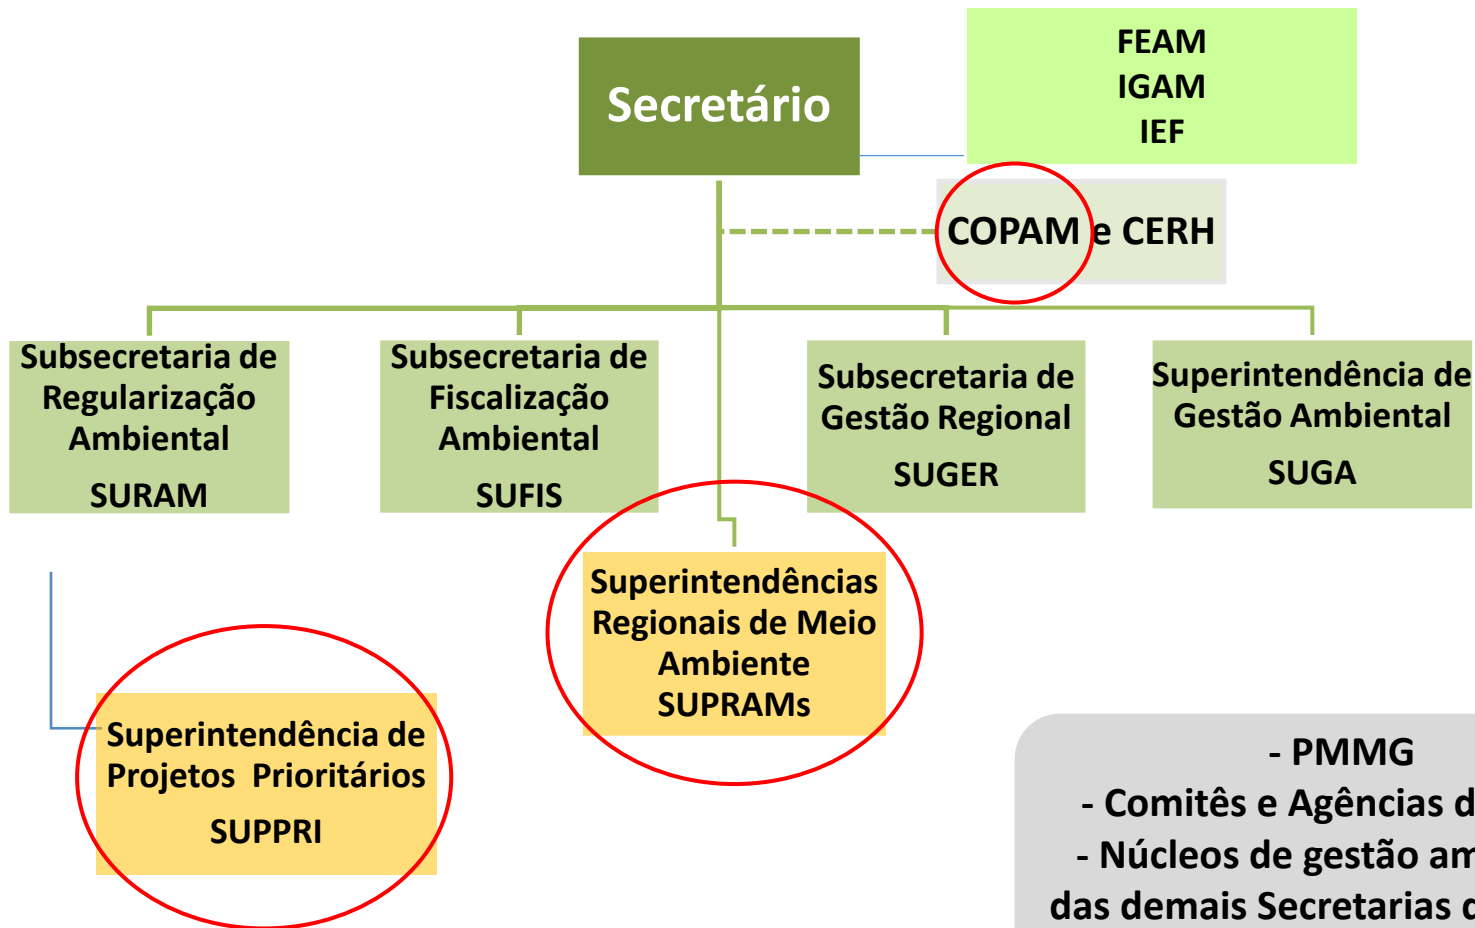 Secretário
FEAM
IGAM
IEF
COPAM e CERH
Subsecretaria de
Regularização
Ambiental
SURAM
Subsecretaria de
Fiscalização
Ambiental
SUFIS
Subsecretaria de
Gestão Regional
SUGER
Superintendência de
Gestão Ambiental
SUGA
Superintendências
Regionais de Meio
Ambiente
SUPRAMs
Superintendência de
Projetos Prioritários
SUPPRI
- PMMG
- Comitês e Agências
- Núcleos de gestão
das demais Secretarias